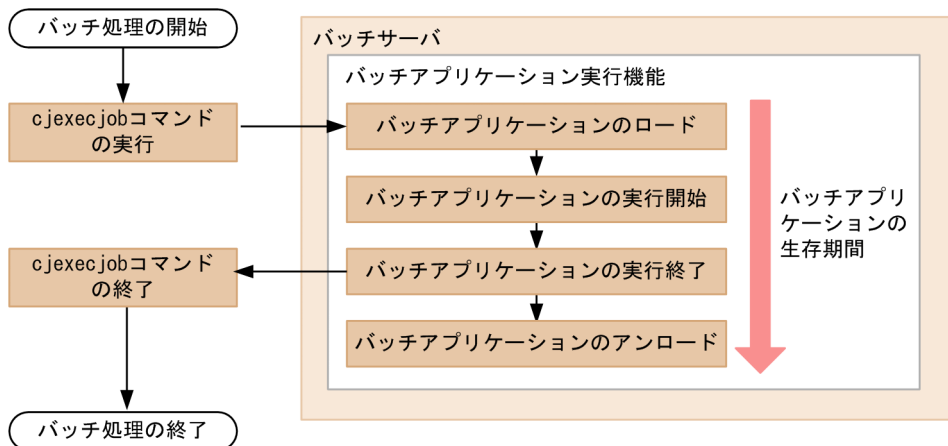 バッチ処理の開始
cjexecjobコマンド
の実行
バッチサーバ
バッチアプリケーション実行機能
バッチアプリケーションのロード
バッチアプリケーションの実行開始
バッチアプリケーションの実行終了
バッチアプリケーションのアンロード
バッチアプリ
ケーションの
生存期間
cjexecjobコマンド
の終了
バッチ処理の終了